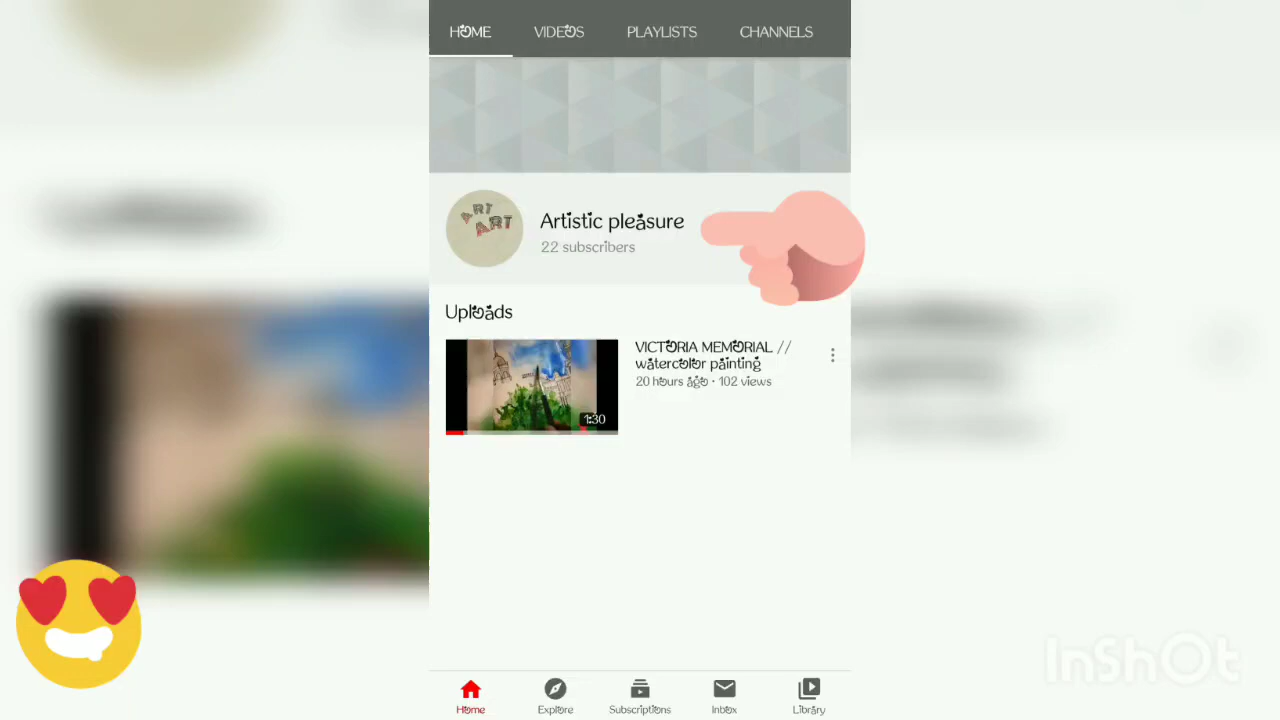 HOME VIDEOS PLAYLISTS CHANNELS
ART
ART
Artistic pleasure
22 subscribers
Uploads
VICTORIA MEMORIAL //
watercolor painting
20 hours ago • 102 views
1:30
Home Explore Subscriptions Inbox Library
InShOt